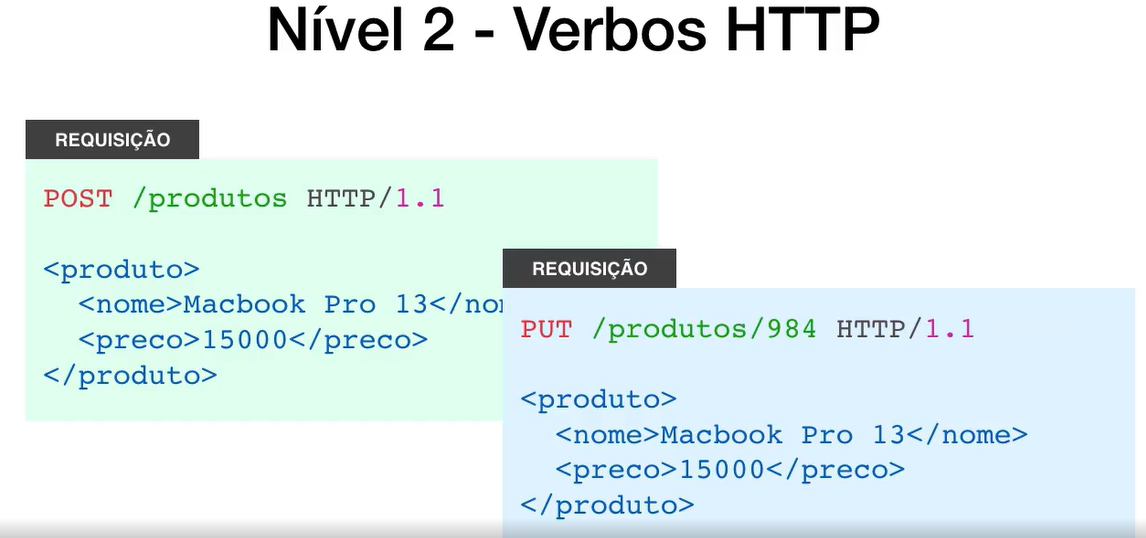 Nível 2 - Verbos HTTP
REQUISIÇÃO
POST /produtos HTTP/1.1
<produto>
<nome>Macbook Pro 13</nom
<preco>15000</preco>
</produto>
REQUISIÇÃO
PUT /produtos/984 HTTP/1.1
<produto>
<nome>Macbook Pro 13</nome>
<preco>15000</preco>
</produto>